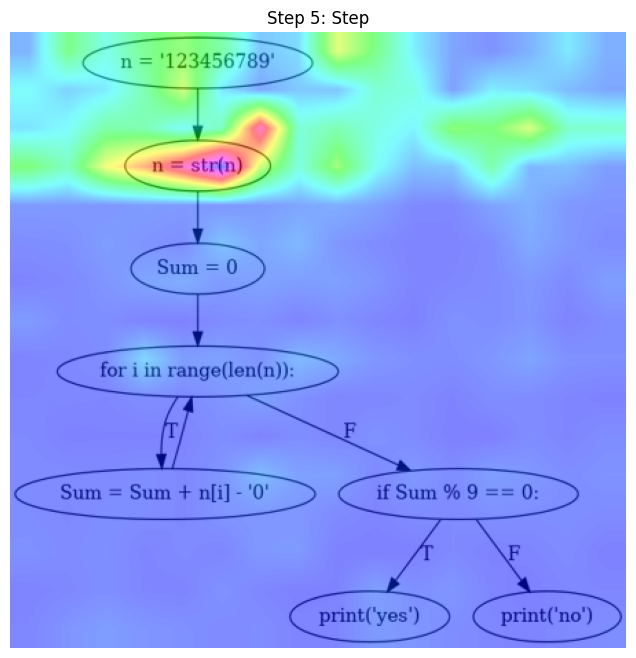 Step 5: Step
n = '123456789'
n = str(n)
Sum = 0
for i in range(len(n)):
T
F
Sum = Sum + n[i] - '0'
if Sum % 9 == 0:
T
F
print('yes')
print('no')